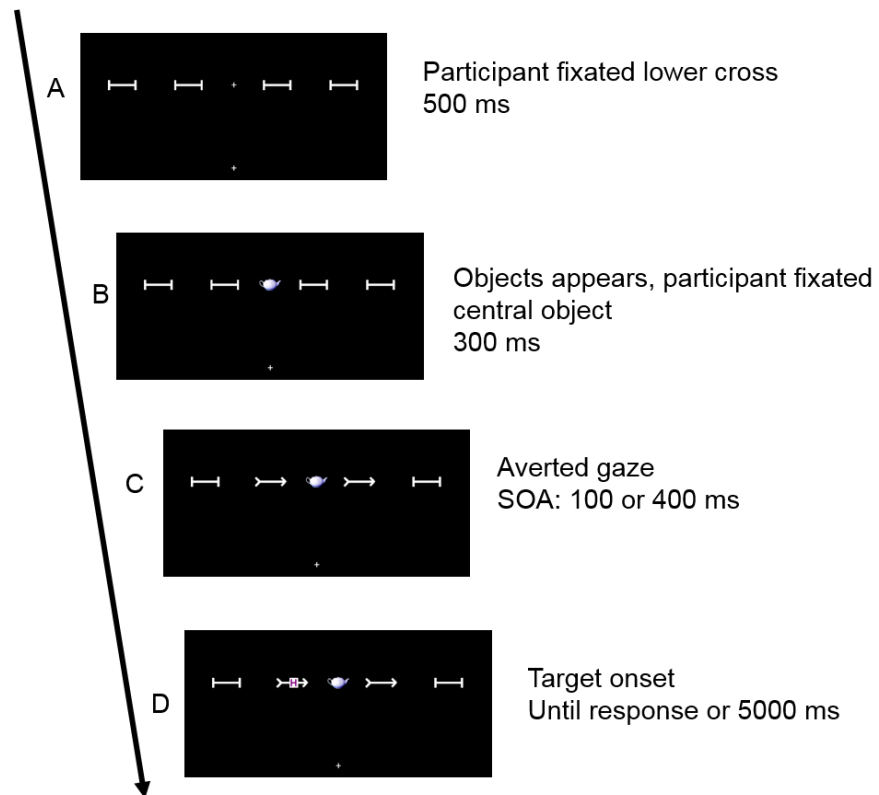 A
Participant fixated lower cross
500 ms
B
Objects appears, participant fixated
central object
300 ms
C
Averted gaze
SOA: 100 or 400 ms
D
H
Target onset
Until response or 5000 ms